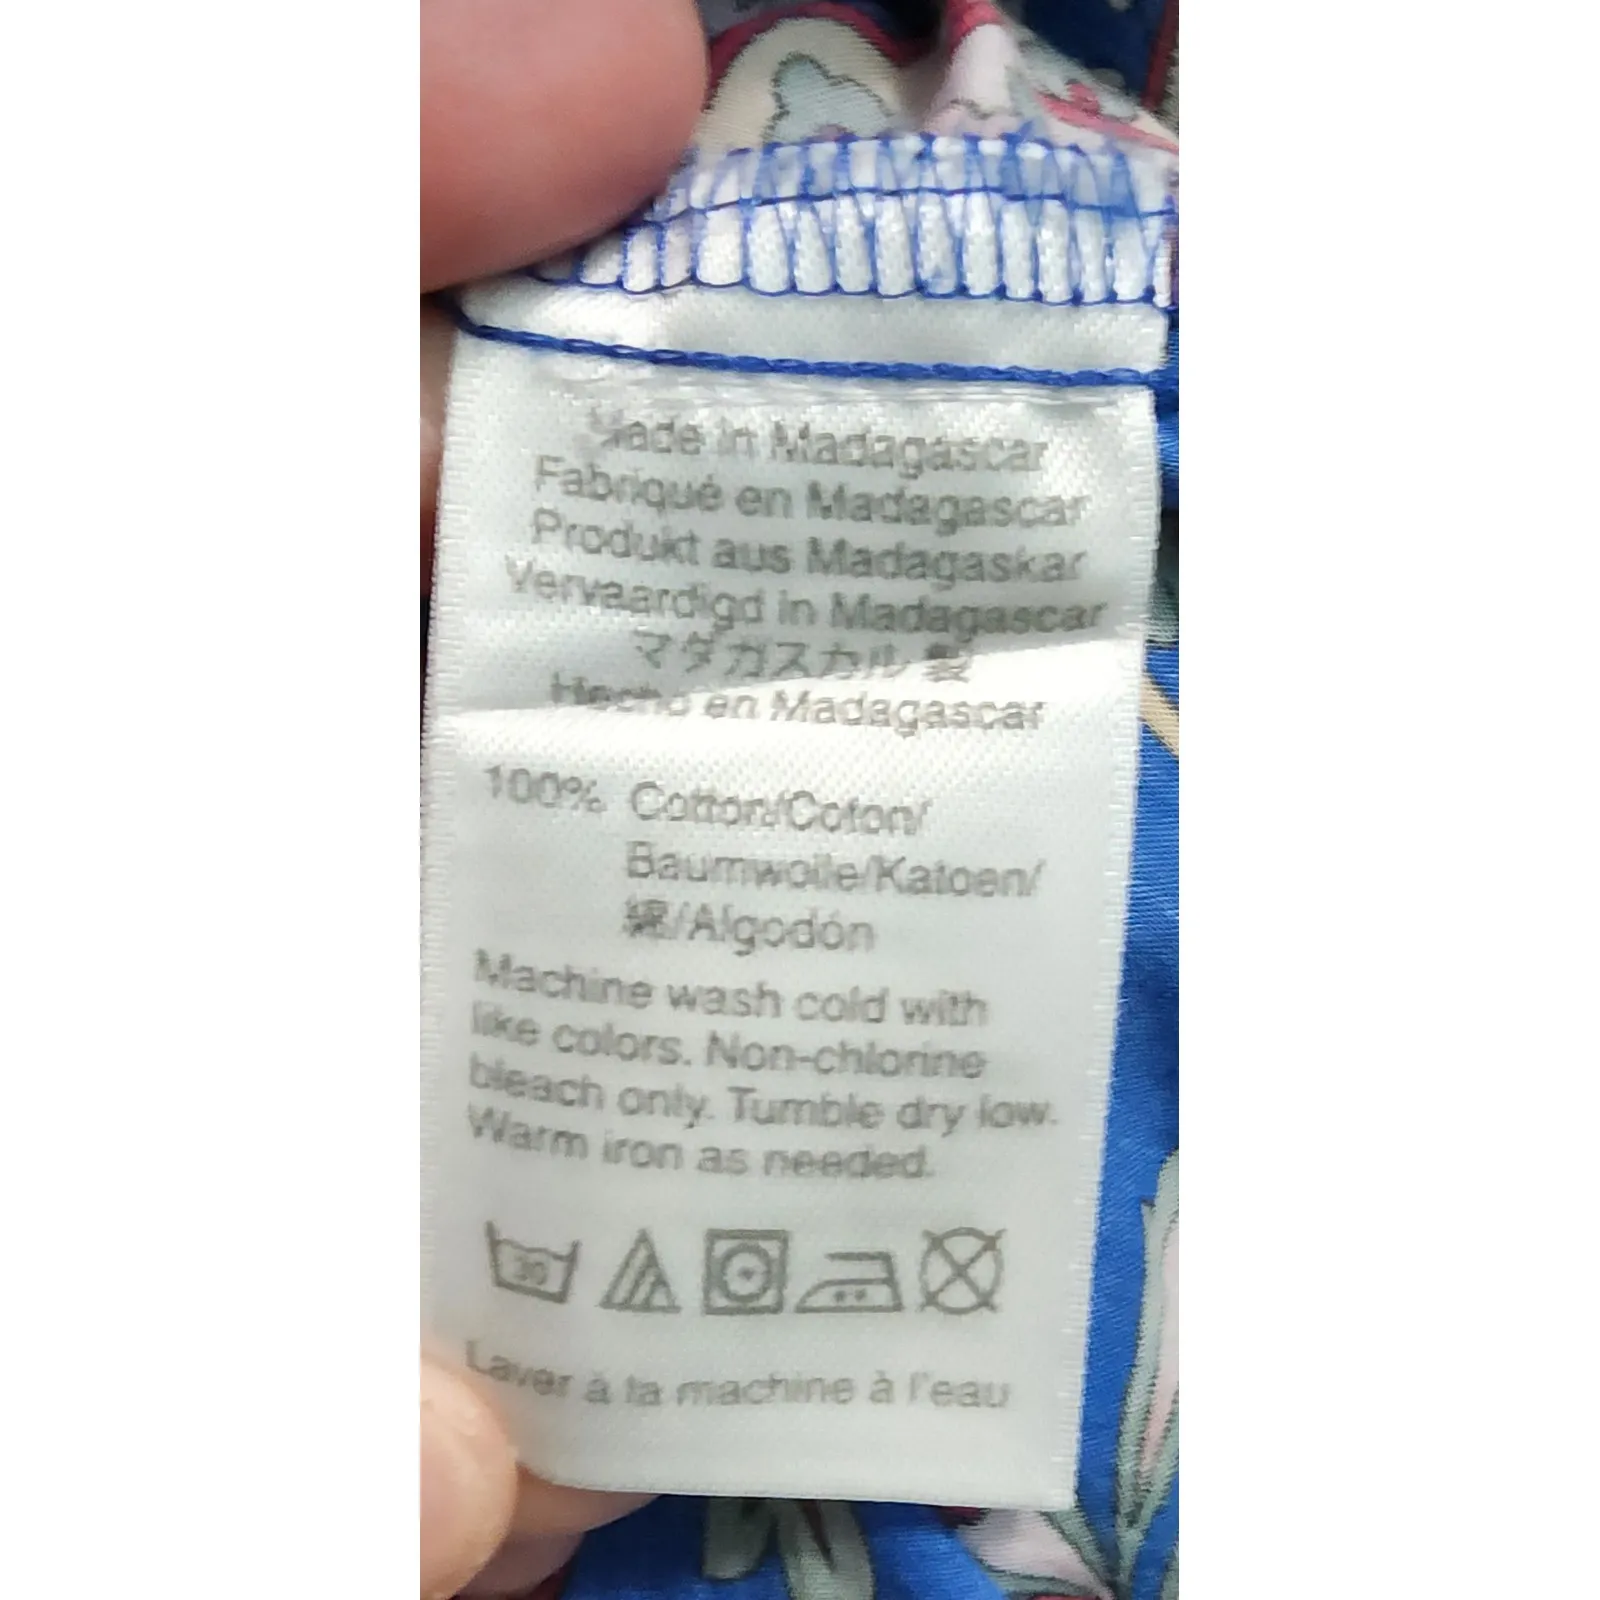 Made in Madagascar
Fabriqué en Madagascar
Produkt aus Madagaskar
Vervaardigd in Madagascar
マダガスカル 製
Hecho en Madagascar
100% Cotton/Coton/
Baumwolle/Katoen/
綿/Algodón
Machine wash cold with
like colors. Non-chlorine
bleach only. Tumble dry low.
Warm iron as needed.
30
Laver à la machine à l'eau